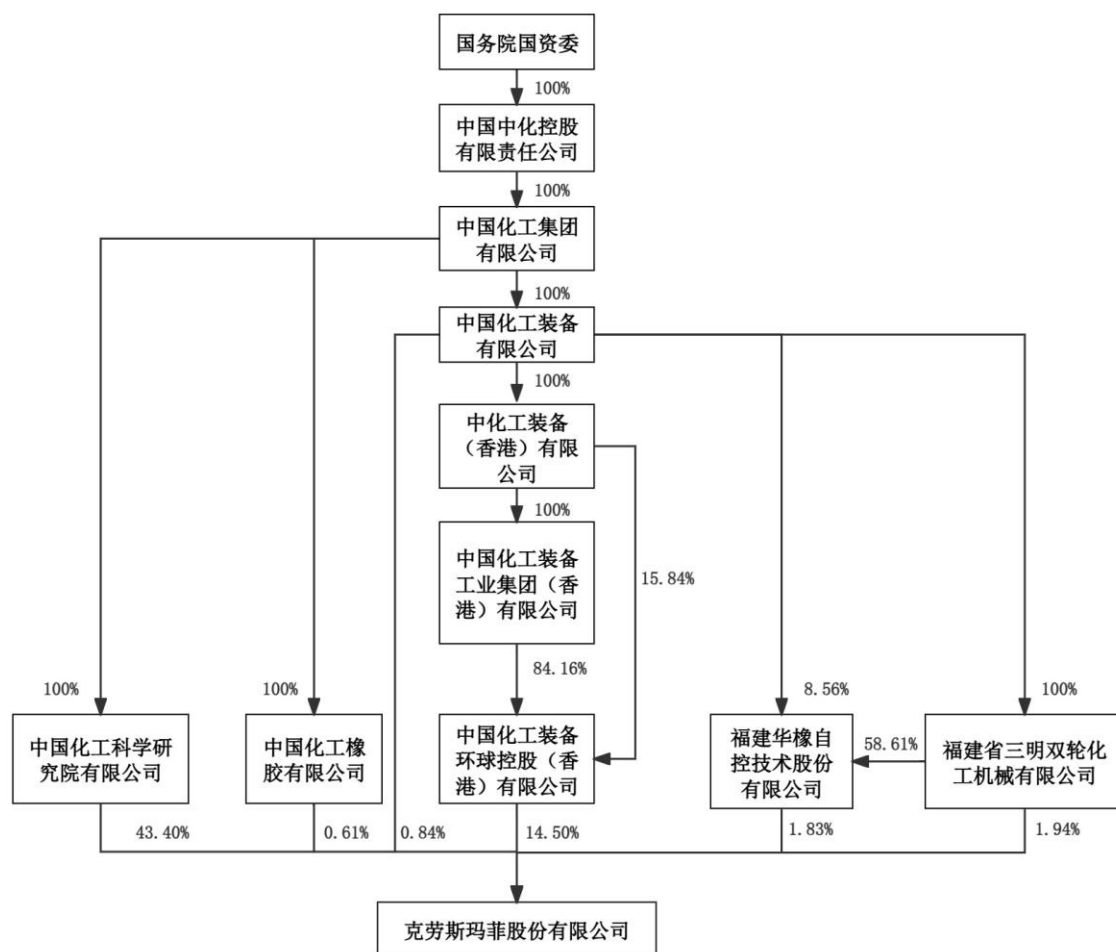 国务院国资委
100%
中国中化控股
有限责任公司
100%
中国化工集团
有限公司
100%
中国化工装备
有限公司
100%
中化工装备
（香港）有限
公司
100%
中国化工装备
工业集团（香
港）有限公司
15.84%
84.16%
100%
100%
8.56%
100%
中国化工科学研
究院有限公司
中国化工橡
胶有限公司
中国化工装备
环球控股（香
港）有限公司
福建华橡自
控技术股份
有限公司
58.61%
福建省三明双轮化
工机械有限公司
43.40%
0.61%
0.84%
14.50%
1.83%
1.94%
克劳斯玛菲股份有限公司